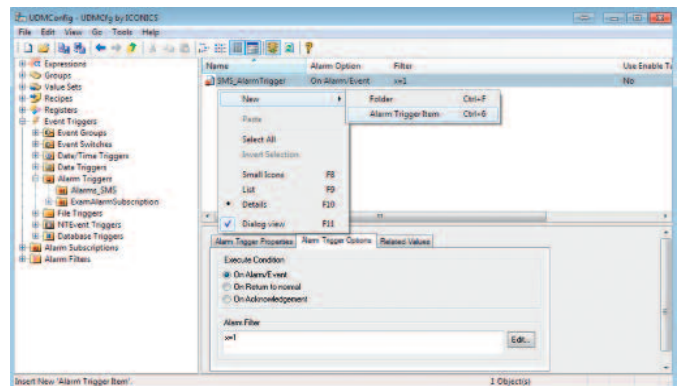 UDMConfig - UDMCfg by ICONICS
File Edit View Go Tools Help
Expressions
Groups
Value Sets
Recipes
Registers
Event Triggers
Event Groups
Event Switches
Date/Time Triggers
Data Triggers
Alarm Triggers
Alarms_SMS
ExamAlarmSubscription
File Triggers
NTEvent Triggers
Database Triggers
Alarm Subscriptions
Alarm Filters
Name Alarm Option Filter Use Enable Ta
SMS_AlarmTrigger On Alarm/Event x=1 No
New
Paste
Select All
Invert Selection
Small Icons F8
List F9
Details F10
Dialog view F11
Folder Ctrl+F
Alarm Trigger Item Ctrl+6
Alarm Trigger Properties Alarm Trigger Options Related Values
Execute Condition
On Alarm/Event
On Return to normal
On Acknowledgement
Alarm Filter
x=1
Edit...
Insert New 'Alarm Trigger Item'. 1 Object(s)